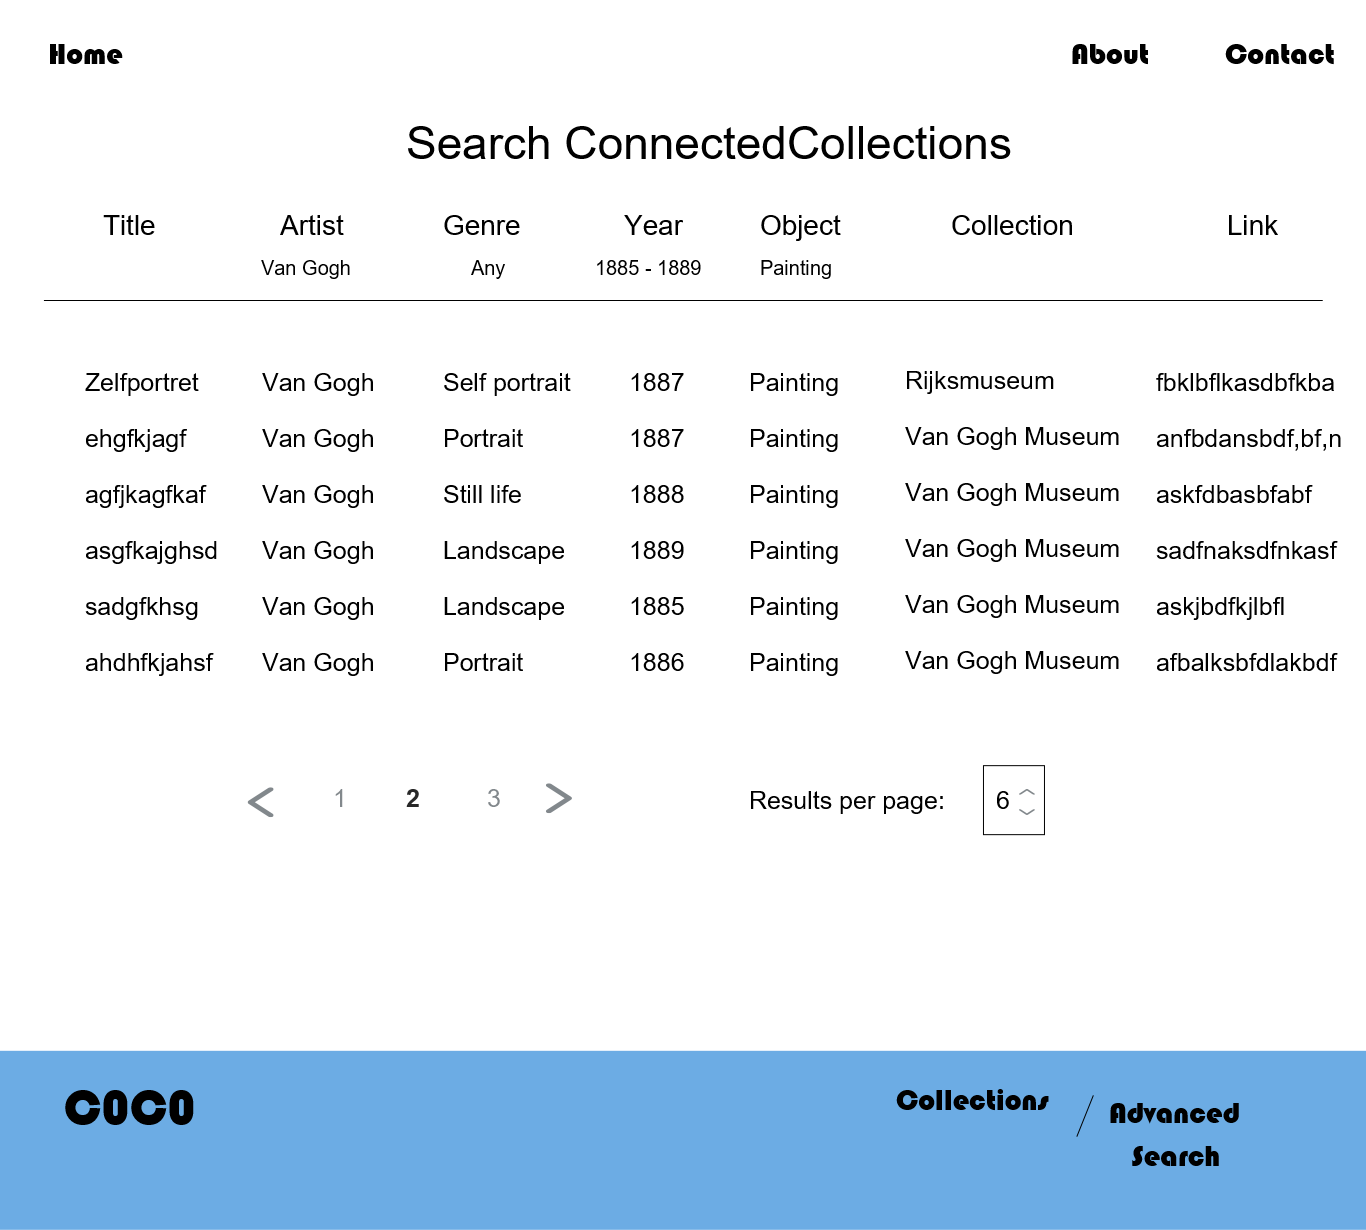 Home About Contact
Search ConnectedCollections
Title Artist Genre Year Object Collection Link
Van Gogh Any 1885 - 1889 Painting
Zelfportret Van Gogh Self portrait 1887 Painting Rijksmuseum fbklbflkasdbfkba
ehgfkjagf Van Gogh Portrait 1887 Painting Van Gogh Museum anfbdansbdf,bf,n
agfjkagfkaf Van Gogh Still life 1888 Painting Van Gogh Museum askfdbasbfabf
asgfkajghsd Van Gogh Landscape 1889 Painting Van Gogh Museum sadfnaksdfnkasf
sadgfkhsg Van Gogh Landscape 1885 Painting Van Gogh Museum askjbdfkjlbfl
ahdhfkjahsf Van Gogh Portrait 1886 Painting Van Gogh Museum afbalksbfdlakbdf
< 1 2 3 > Results per page: 6
COCO Collections / Advanced
Search